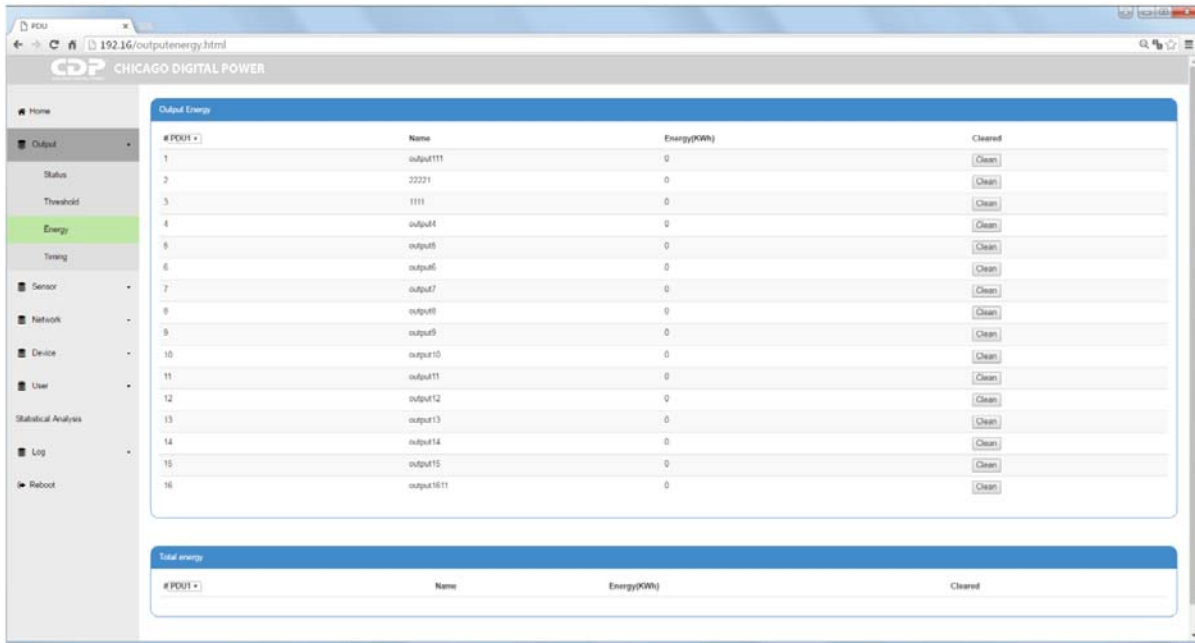 PDU
192.16/outputenergy.html
CDP CHICAGO DIGITAL POWER
Home
Output
Status
Threshold
Energy
Timing
Sensor
Network
Device
User
Statistical Analysis
Log
Reboot
Output Energy
# PDU1 Name Energy(KWh) Cleared
1 output111 0 Clean
2 22221 0 Clean
3 1111 0 Clean
4 output4 0 Clean
5 output5 0 Clean
6 output6 0 Clean
7 output7 0 Clean
8 output8 0 Clean
9 output9 0 Clean
10 output10 0 Clean
11 output11 0 Clean
12 output12 0 Clean
13 output13 0 Clean
14 output14 0 Clean
15 output15 0 Clean
16 output1611 0 Clean
Total energy
# PDU1 Name Energy(KWh) Cleared